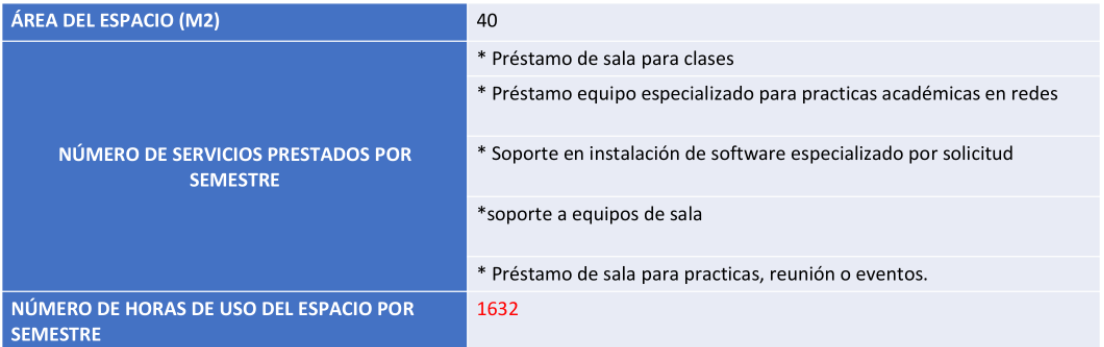 ÁREA DEL ESPACIO (M2) 40
* Préstamo de sala para clases
* Préstamo equipo especializado para practicas académicas en redes
NÚMERO DE SERVICIOS PRESTADOS POR
SEMESTRE
* Soporte en instalación de software especializado por solicitud
*soporte a equipos de sala
* Préstamo de sala para practicas, reunión o eventos.
NÚMERO DE HORAS DE USO DEL ESPACIO POR
SEMESTRE
1632